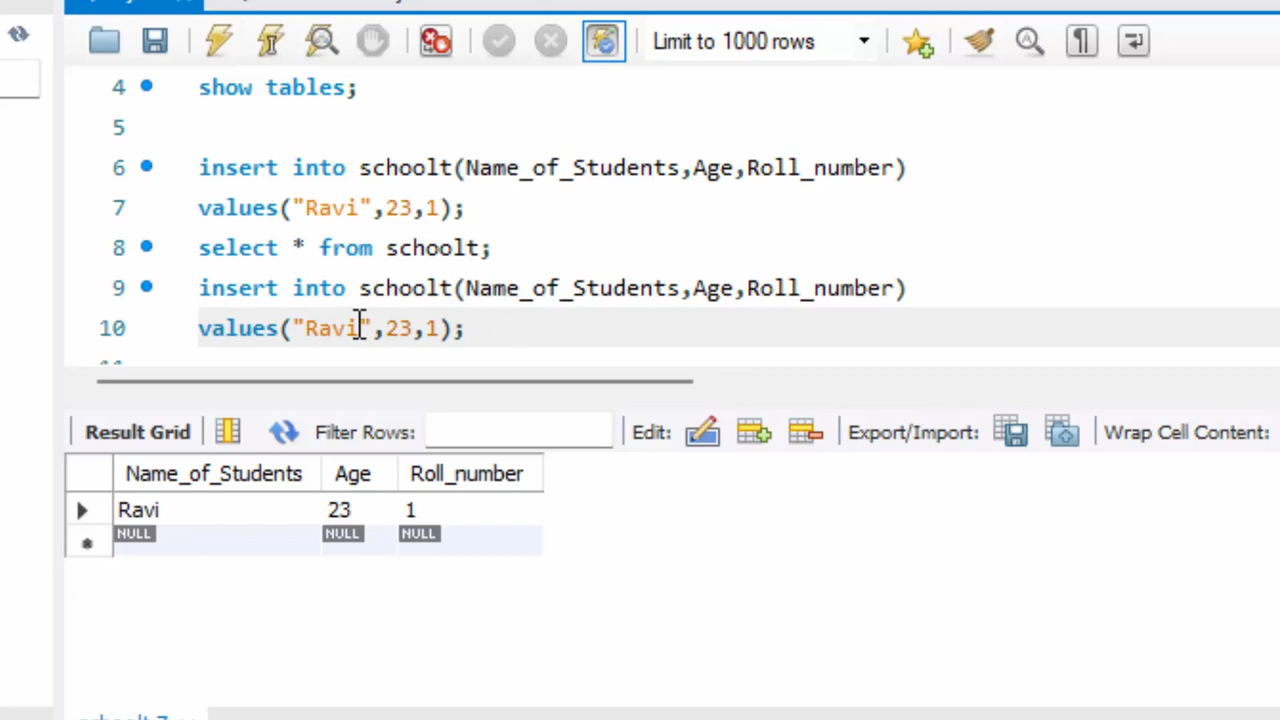 Limit to 1000 rows
4 show tables;
5
6 insert into schoolt(Name_of_Students,Age,Roll_number)
7 values("Ravi",23,1);
8 select * from schoolt;
9 insert into schoolt(Name_of_Students,Age,Roll_number)
10 values("Ravi",23,1);
Result Grid Filter Rows: Edit: Export/Import: Wrap Cell Content:
Name_of_Students Age Roll_number
Ravi 23 1
NULL NULL NULL